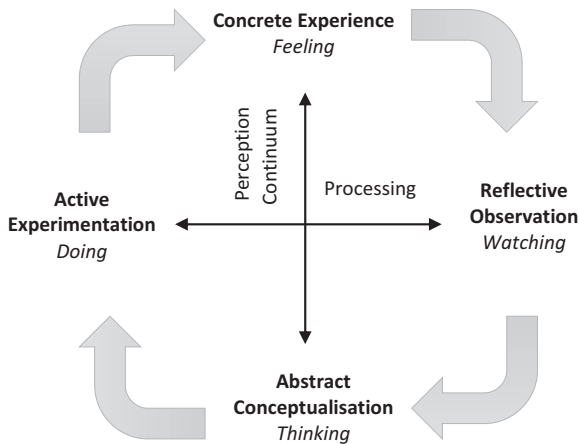 Concrete Experience
Feeling
Perception
Continuum
Processing
Active
Experimentation
Doing
Reflective
Observation
Watching
Abstract
Conceptualisation
Thinking